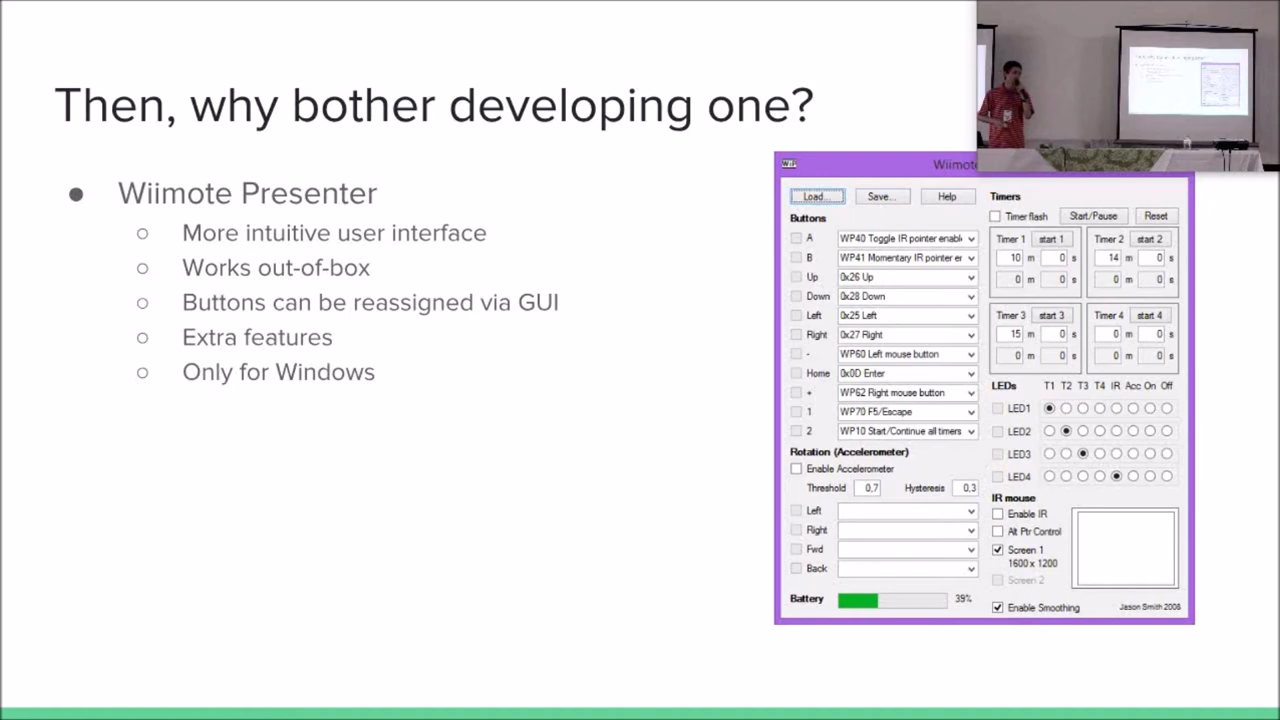 Then, why bother developing one?
● Wiimote Presenter
○ More intuitive user interface
○ Works out-of-box
○ Buttons can be reassigned via GUI
○ Extra features
○ Only for Windows
Wiimote
Load... Save... Help
Buttons
A WP40 Toggle IR pointer enabl
B WP41 Momentary IR pointer er
Up 0x26 Up
Down 0x28 Down
Left 0x25 Left
Right 0x27 Right
- WP60 Left mouse button
Home 0x0D Enter
+ WP62 Right mouse button
1 WP70 F5/Escape
2 WP10 Start/Continue all timers
Rotation (Accelerometer)
Enable Accelerometer
Threshold 0,7 Hysteresis 0,3
Left
Right
Fwd
Back
Battery 39%
Timers
Timer flash Start/Pause Reset
Timer 1 start 1 Timer 2 start 2
10 m 0 s 14 m 0 s
0 m 0 s 0 m 0 s
Timer 3 start 3 Timer 4 start 4
15 m 0 s 0 m 0 s
0 m 0 s 0 m 0 s
LEDs T1 T2 T3 T4 IR Acc On Off
LED1
LED2
LED3
LED4
IR mouse
Enable IR
Alt Ptr Control
Screen 1
1600 x 1200
Screen 2
Enable Smoothing Jason Smith 2008